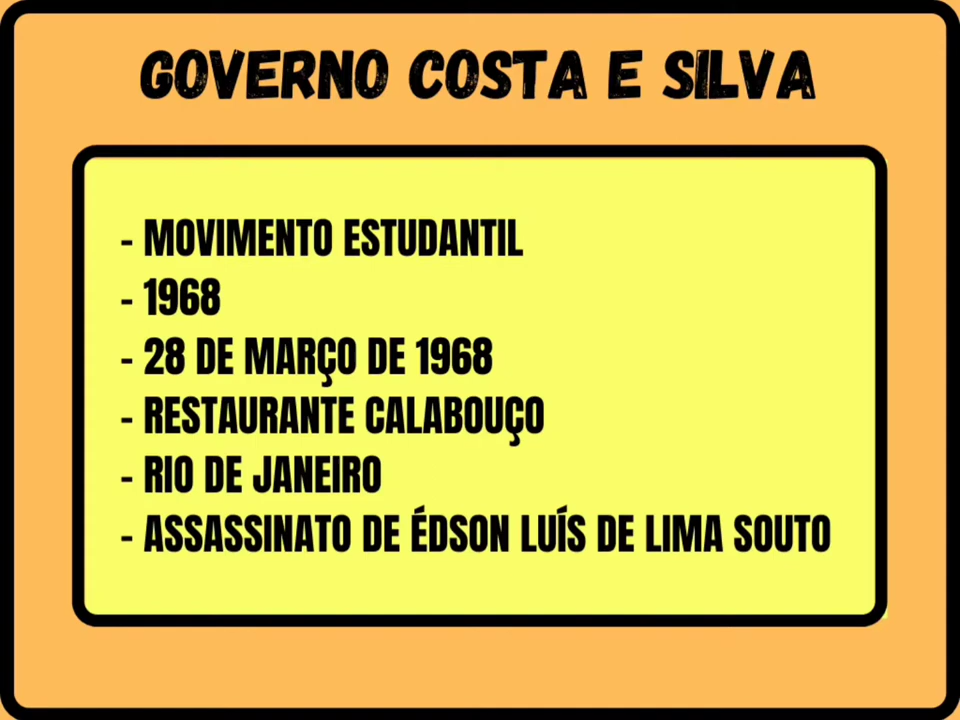 GOVERNO COSTA E SILVA
- MOVIMENTO ESTUDANTIL
- 1968
- 28 DE MARÇO DE 1968
- RESTAURANTE CALABOUÇO
- RIO DE JANEIRO
- ASSASSINATO DE ÉDSON LUÍS DE LIMA SOUTO